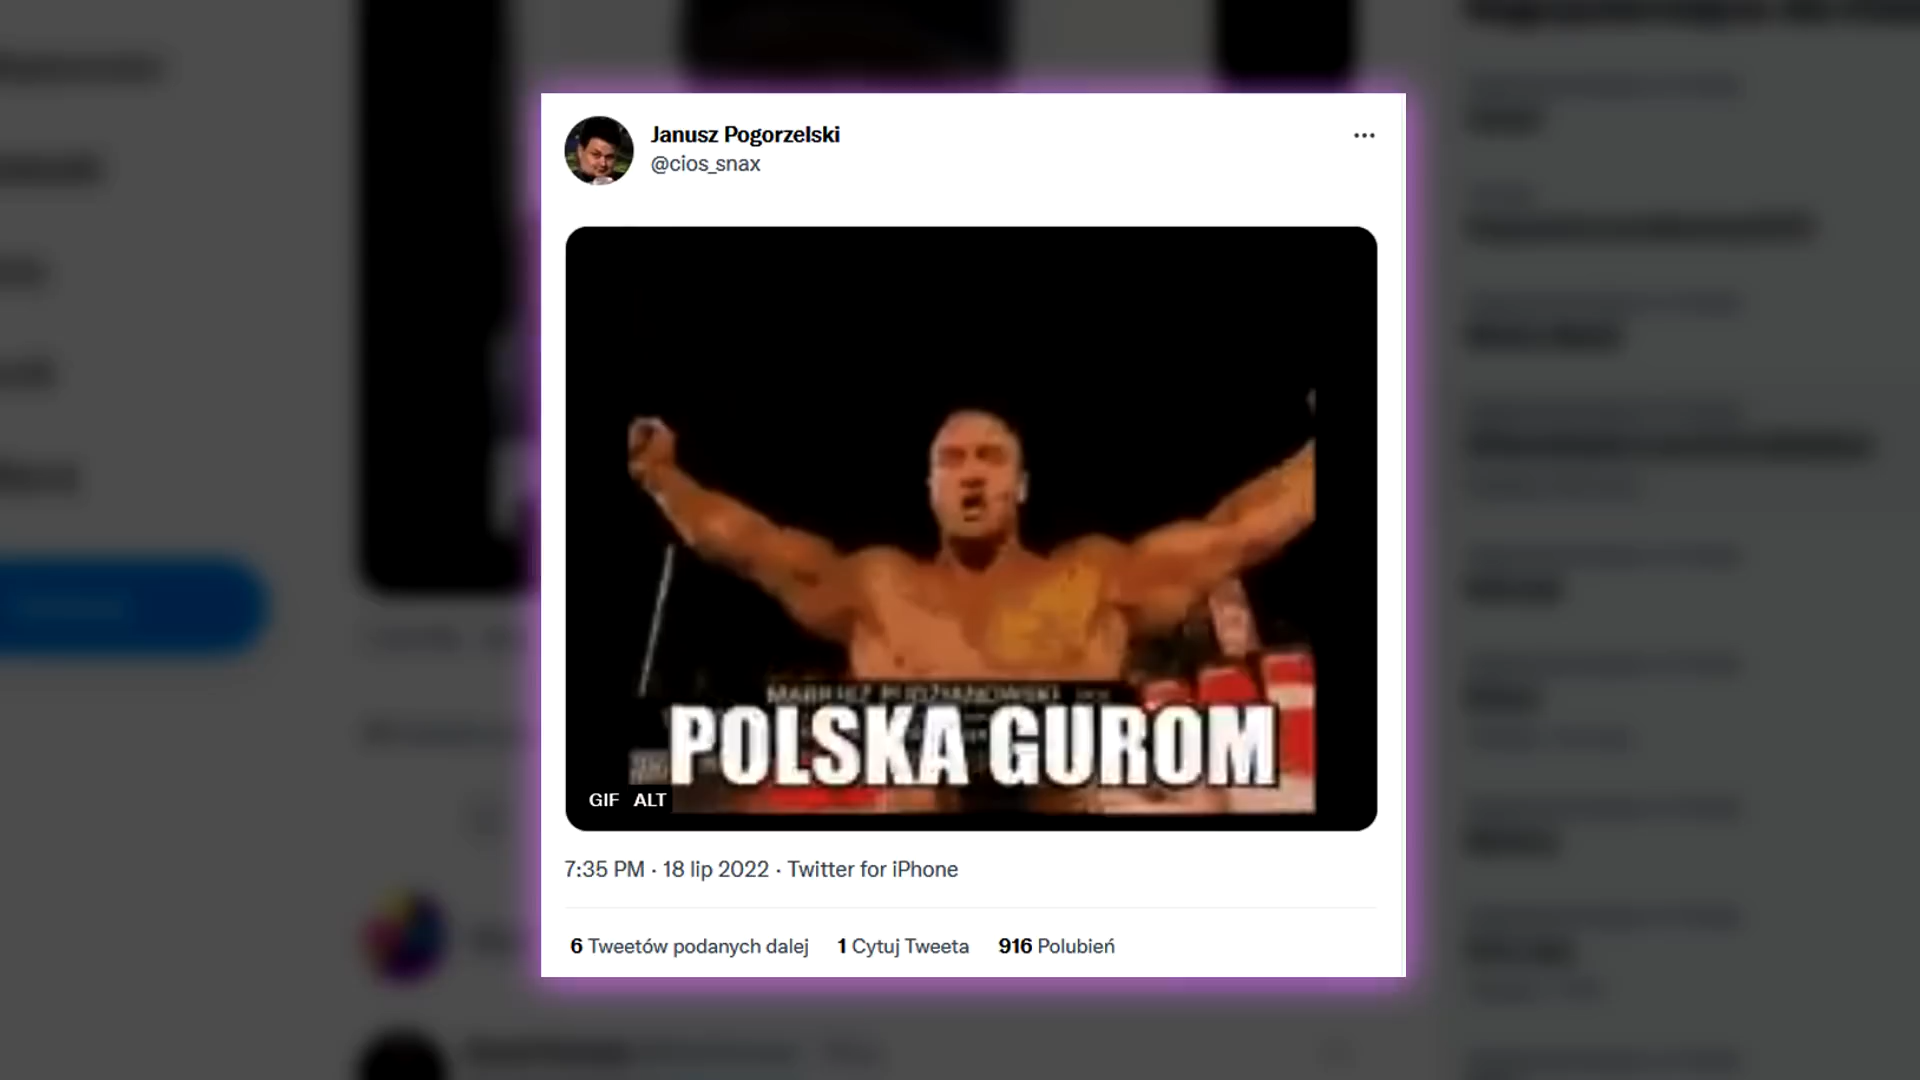 Janusz Pogorzelski
@cios_snax
MARIUSZ PUDZIANOWSKI
POLSKA GUROM
GIF ALT
7:35 PM · 18 lip 2022 · Twitter for iPhone
6 Tweetów podanych dalej 1 Cytuj Tweeta 916 Polubień